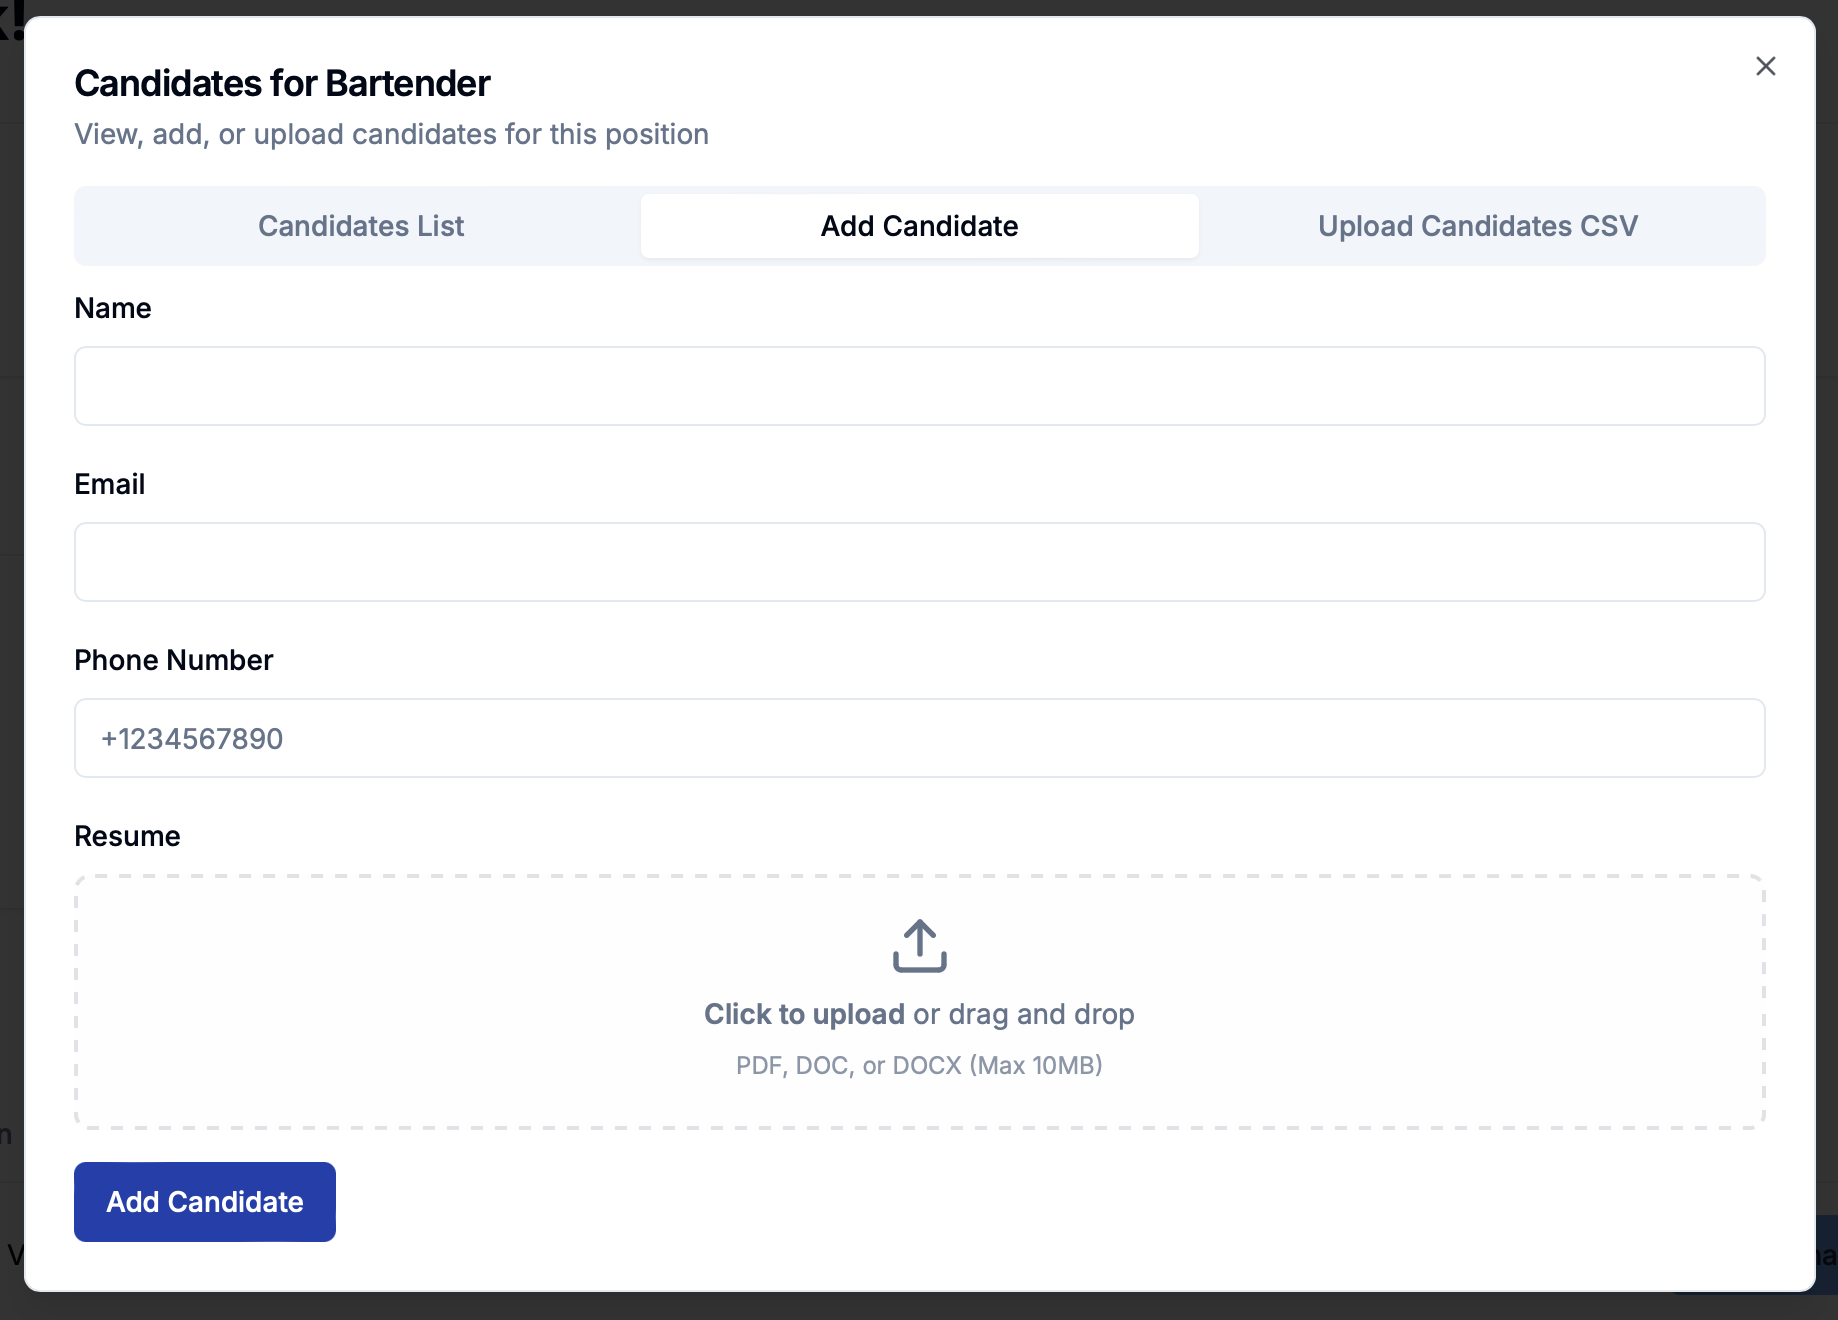 Candidates for Bartender
View, add, or upload candidates for this position
Candidates List
Add Candidate
Upload Candidates CSV
Name
Email
Phone Number
+1234567890
Resume
Click to upload or drag and drop
PDF, DOC, or DOCX (Max 10MB)
Add Candidate